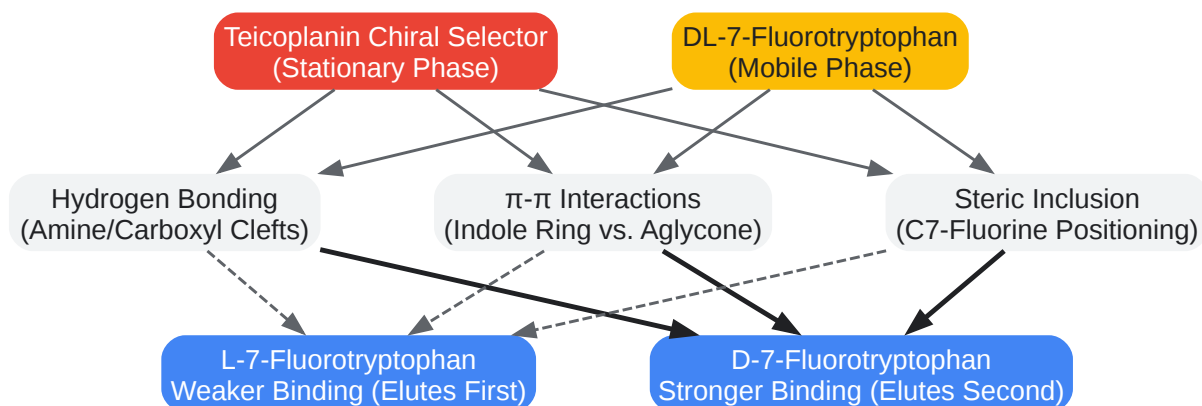 Teicoplanin Chiral Selector
(Stationary Phase)
DL-7-Fluorotryptophan
(Mobile Phase)
Hydrogen Bonding
(Amine/Carboxyl Clefts)
π-π Interactions
(Indole Ring vs. Aglycone)
Steric Inclusion
(C7-Fluorine Positioning)
L-7-Fluorotryptophan
Weaker Binding (Elutes First)
D-7-Fluorotryptophan
Stronger Binding (Elutes Second)